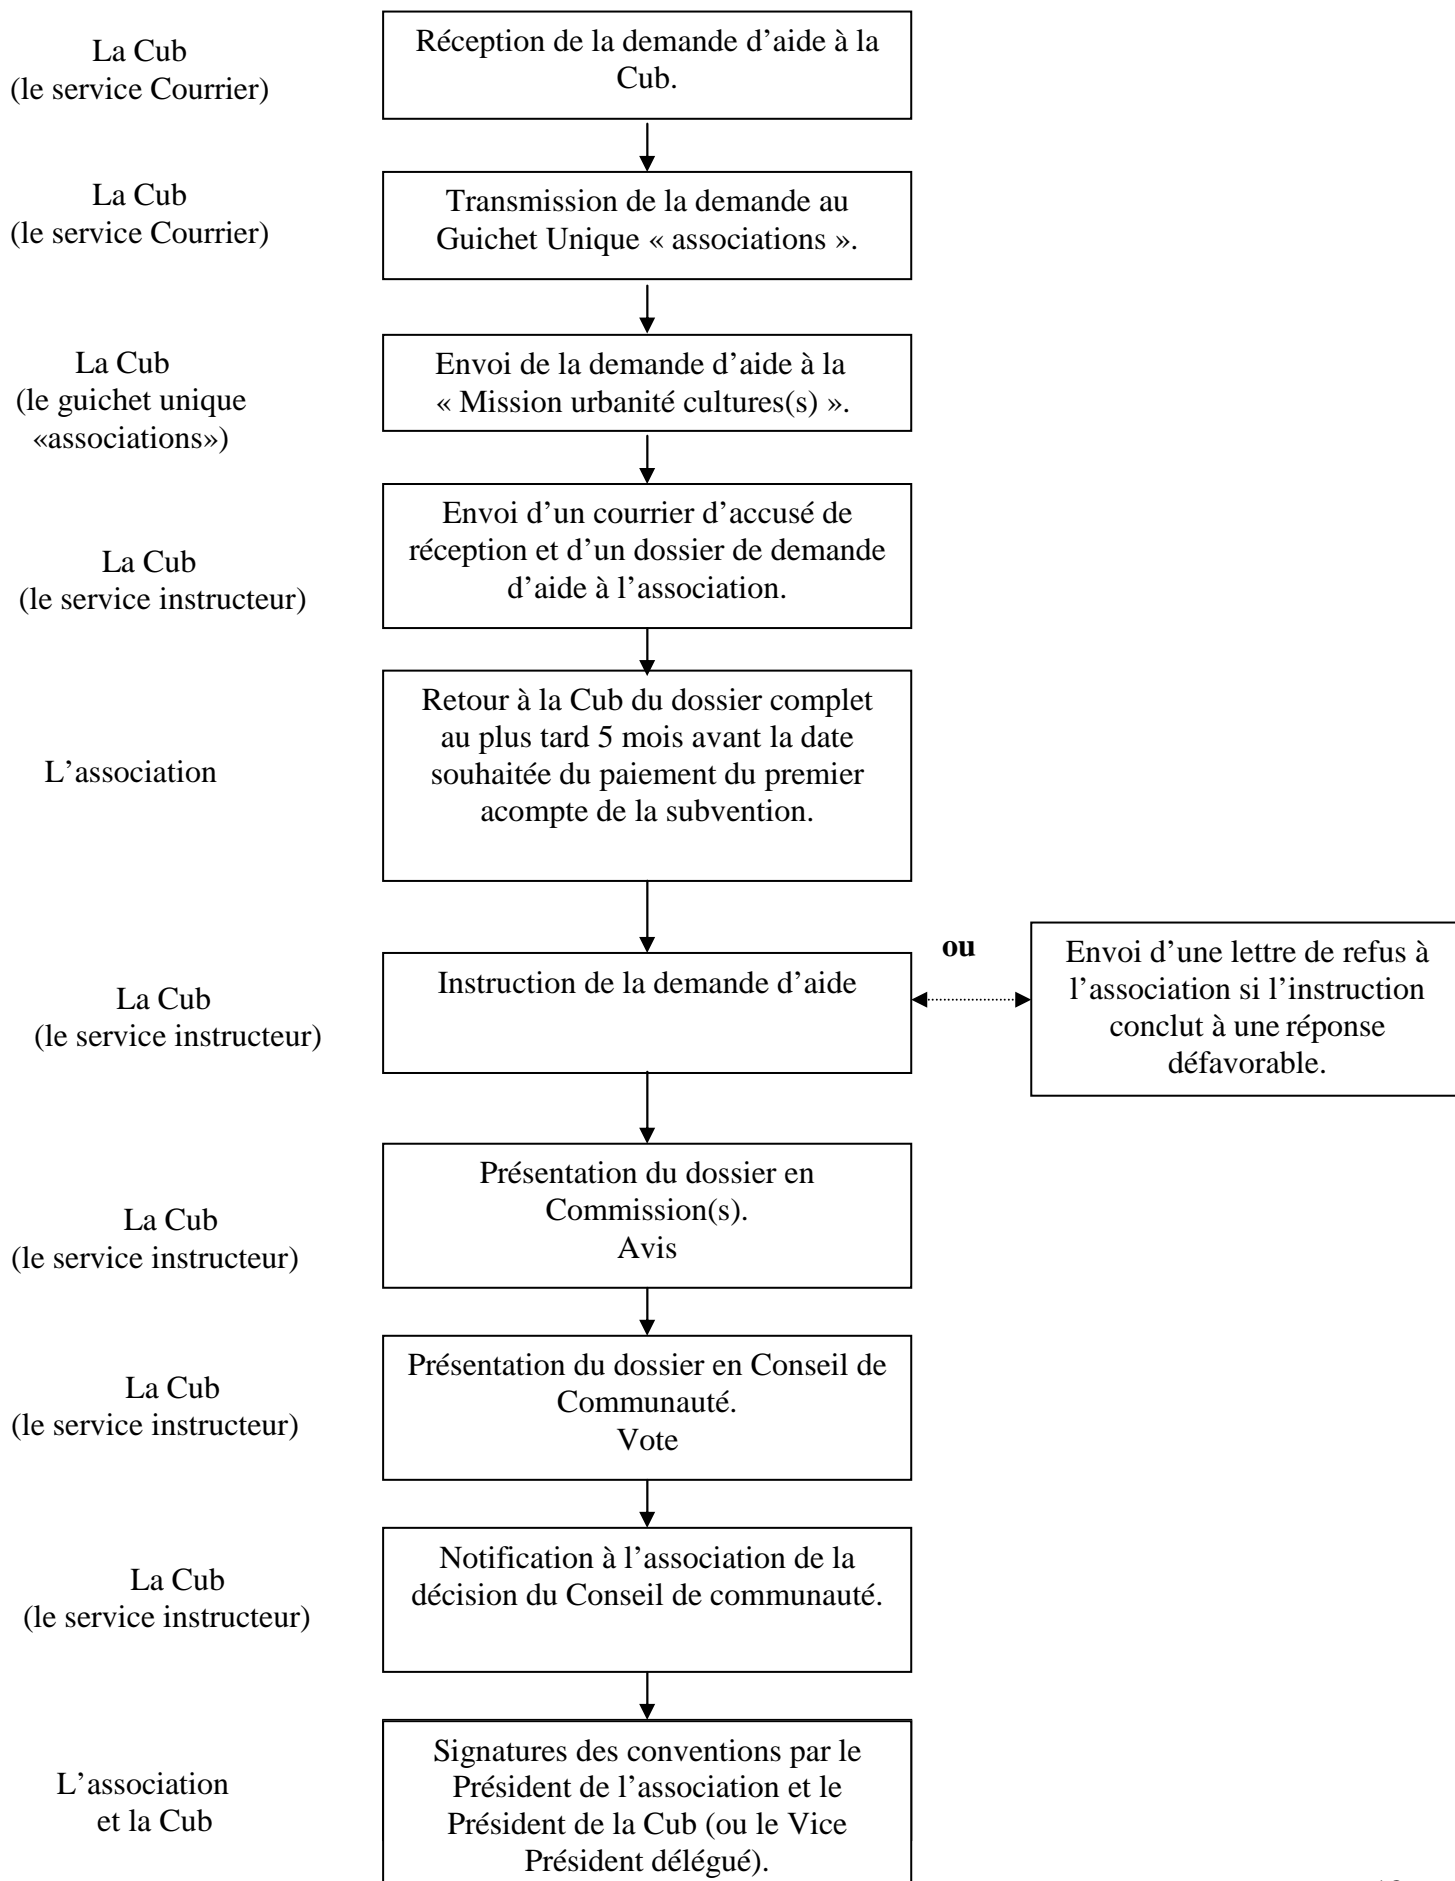 La Cub
(le service Courrier)
Réception de la demande d’aide à la
Cub.
La Cub
(le service Courrier)
Transmission de la demande au
Guichet Unique « associations ».
La Cub
(le guichet unique
«associations»)
Envoi de la demande d’aide à la
« Mission urbanité cultures(s) ».
La Cub
(le service instructeur)
Envoi d’un courrier d’accusé de
réception et d’un dossier de demande
d’aide à l’association.
L’association
Retour à la Cub du dossier complet
au plus tard 5 mois avant la date
souhaitée du paiement du premier
acompte de la subvention.
La Cub
(le service instructeur)
Instruction de la demande d’aide
ou
Envoi d’une lettre de refus à
l’association si l’instruction
conclut à une réponse
défavorable.
La Cub
(le service instructeur)
Présentation du dossier en
Commission(s).
Avis
La Cub
(le service instructeur)
Présentation du dossier en Conseil de
Communauté.
Vote
La Cub
(le service instructeur)
Notification à l’association de la
décision du Conseil de communauté.
L’association
et la Cub
Signatures des conventions par le
Président de l’association et le
Président de la Cub (ou le Vice
Président délégué).